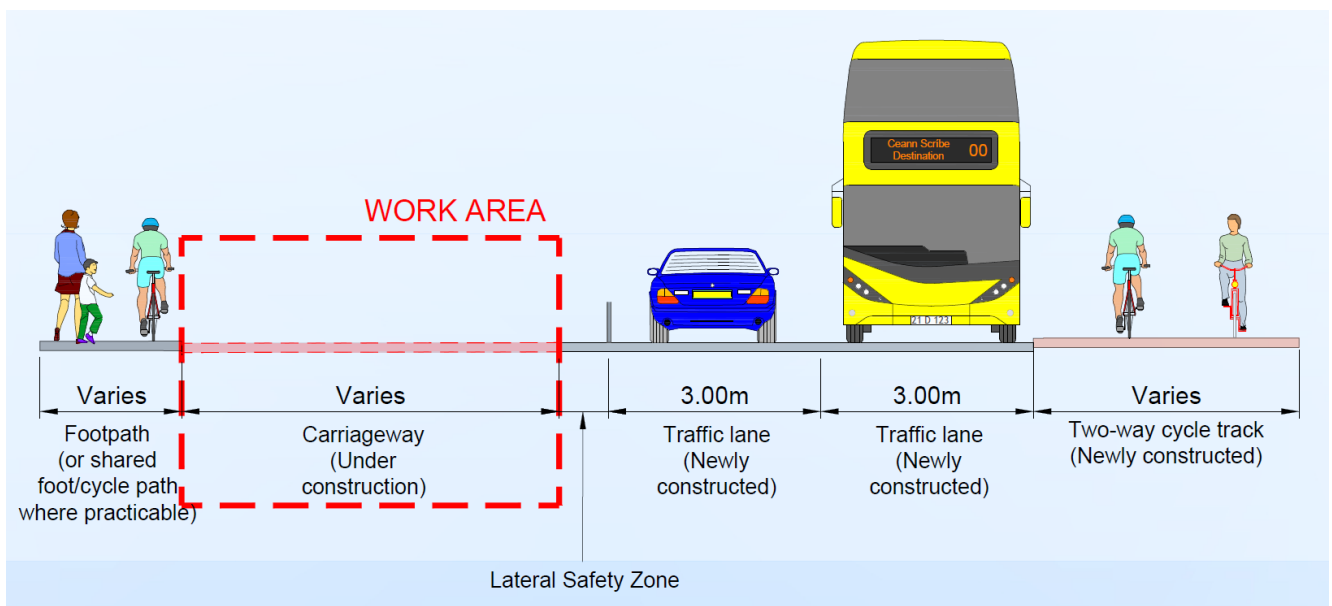 WORK AREA
Ceann Scribe
Destination
00
21 D 123
Varies
Footpath
(or shared
foot/cycle path
where practicable)
Varies
Carriageway
(Under
construction)
3.00m
Traffic lane
(Newly
constructed)
3.00m
Traffic lane
(Newly
constructed)
Varies
Two-way cycle track
(Newly constructed)
Lateral Safety Zone